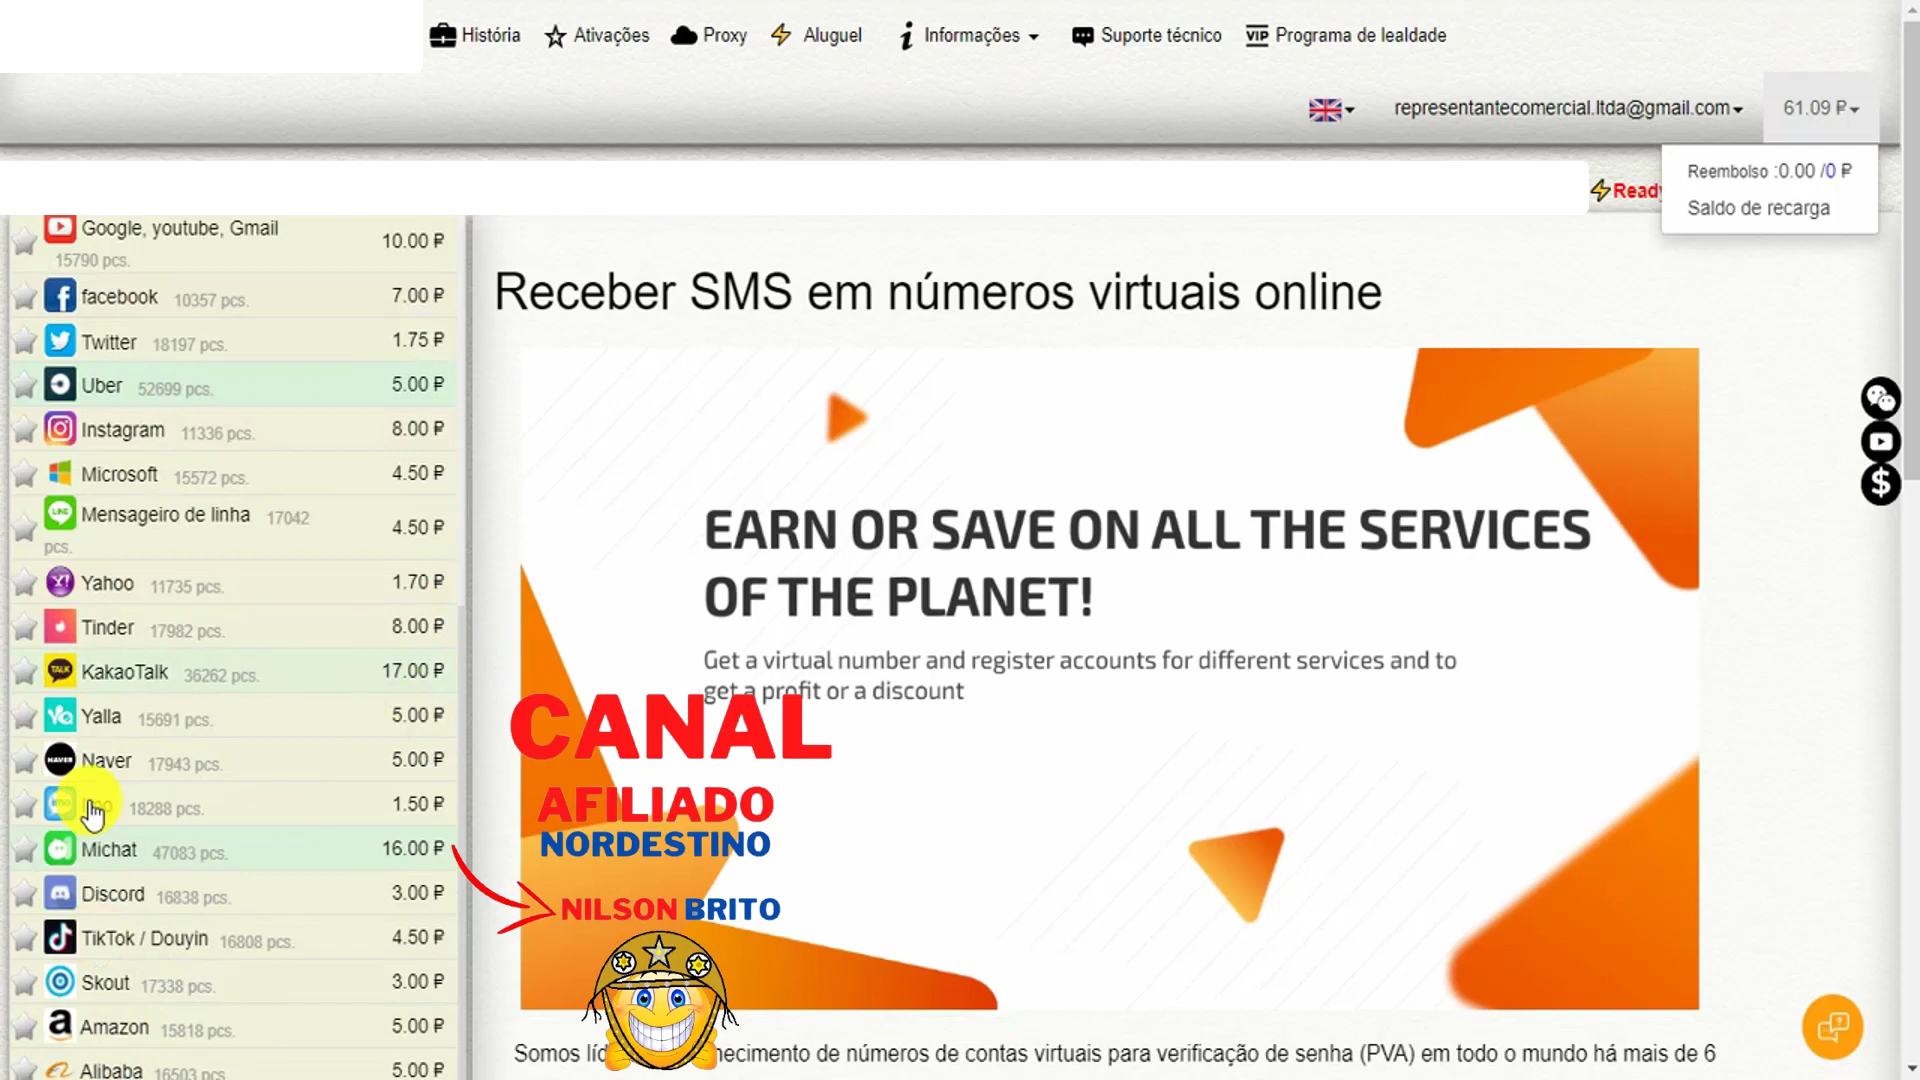 História Ativações Proxy Aluguel Informações Suporte técnico VIP Programa de lealdade
representantecomercial.ltda@gmail.com 61.09 ₽
Ready
Reembolso :0.00 /0 ₽
Saldo de recarga
Google, youtube, Gmail 10.00 ₽
15790 pcs.
facebook 10357 pcs. 7.00 ₽
Twitter 18197 pcs. 1.75 ₽
Uber 52699 pcs. 5.00 ₽
Instagram 11336 pcs. 8.00 ₽
Microsoft 15572 pcs. 4.50 ₽
LINE Mensageiro de linha 17042
pcs. 4.50 ₽
Yahoo 11735 pcs. 1.70 ₽
Tinder 17982 pcs. 8.00 ₽
TALK KakaoTalk 36262 pcs. 17.00 ₽
Ya Yalla 15691 pcs. 5.00 ₽
NAVER Naver 17943 pcs. 5.00 ₽
18288 pcs. 1.50 ₽
Michat 47083 pcs. 16.00 ₽
Discord 16838 pcs. 3.00 ₽
TikTok / Douyin 16808 pcs. 4.50 ₽
Skout 17338 pcs. 3.00 ₽
Amazon 15818 pcs. 5.00 ₽
Alibaba 16503 pcs. 5.00 ₽
Receber SMS em números virtuais online
EARN OR SAVE ON ALL THE SERVICES
OF THE PLANET!
Get a virtual number and register accounts for different services and to
get a profit or a discount
CANAL
AFILIADO
NORDESTINO
NILSON BRITO
Somos necimento de números de contas virtuais para verificação de senha (PVA) em todo o mundo há mais de 6